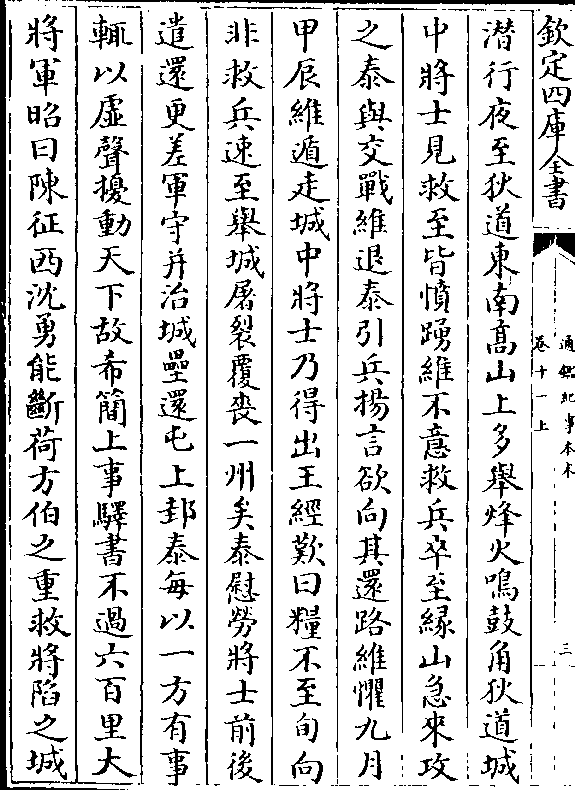 欽定四庫全書
通鑑紀事本末
卷十一上
三
潛行夜至狄道東南髙山上多舉烽火鳴鼓角狄道城
中將士見救至皆憤踴維不意救兵卒至緣山急來攻
之泰與交戰維退泰引兵揚言欲向其還路維懼九月
甲辰維遁走城中將士乃得出王經歎曰糧不至旬向
非救兵速至舉城屠裂覆喪一州矣泰慰勞將士前後
遣還更差軍守并治城壘還屯上邽泰每以一方有事
輒以虛聲擾動天下故希簡上事驛書不過六百里大
將軍昭曰陳征西沈勇能斷荷方伯之重救將陷之城